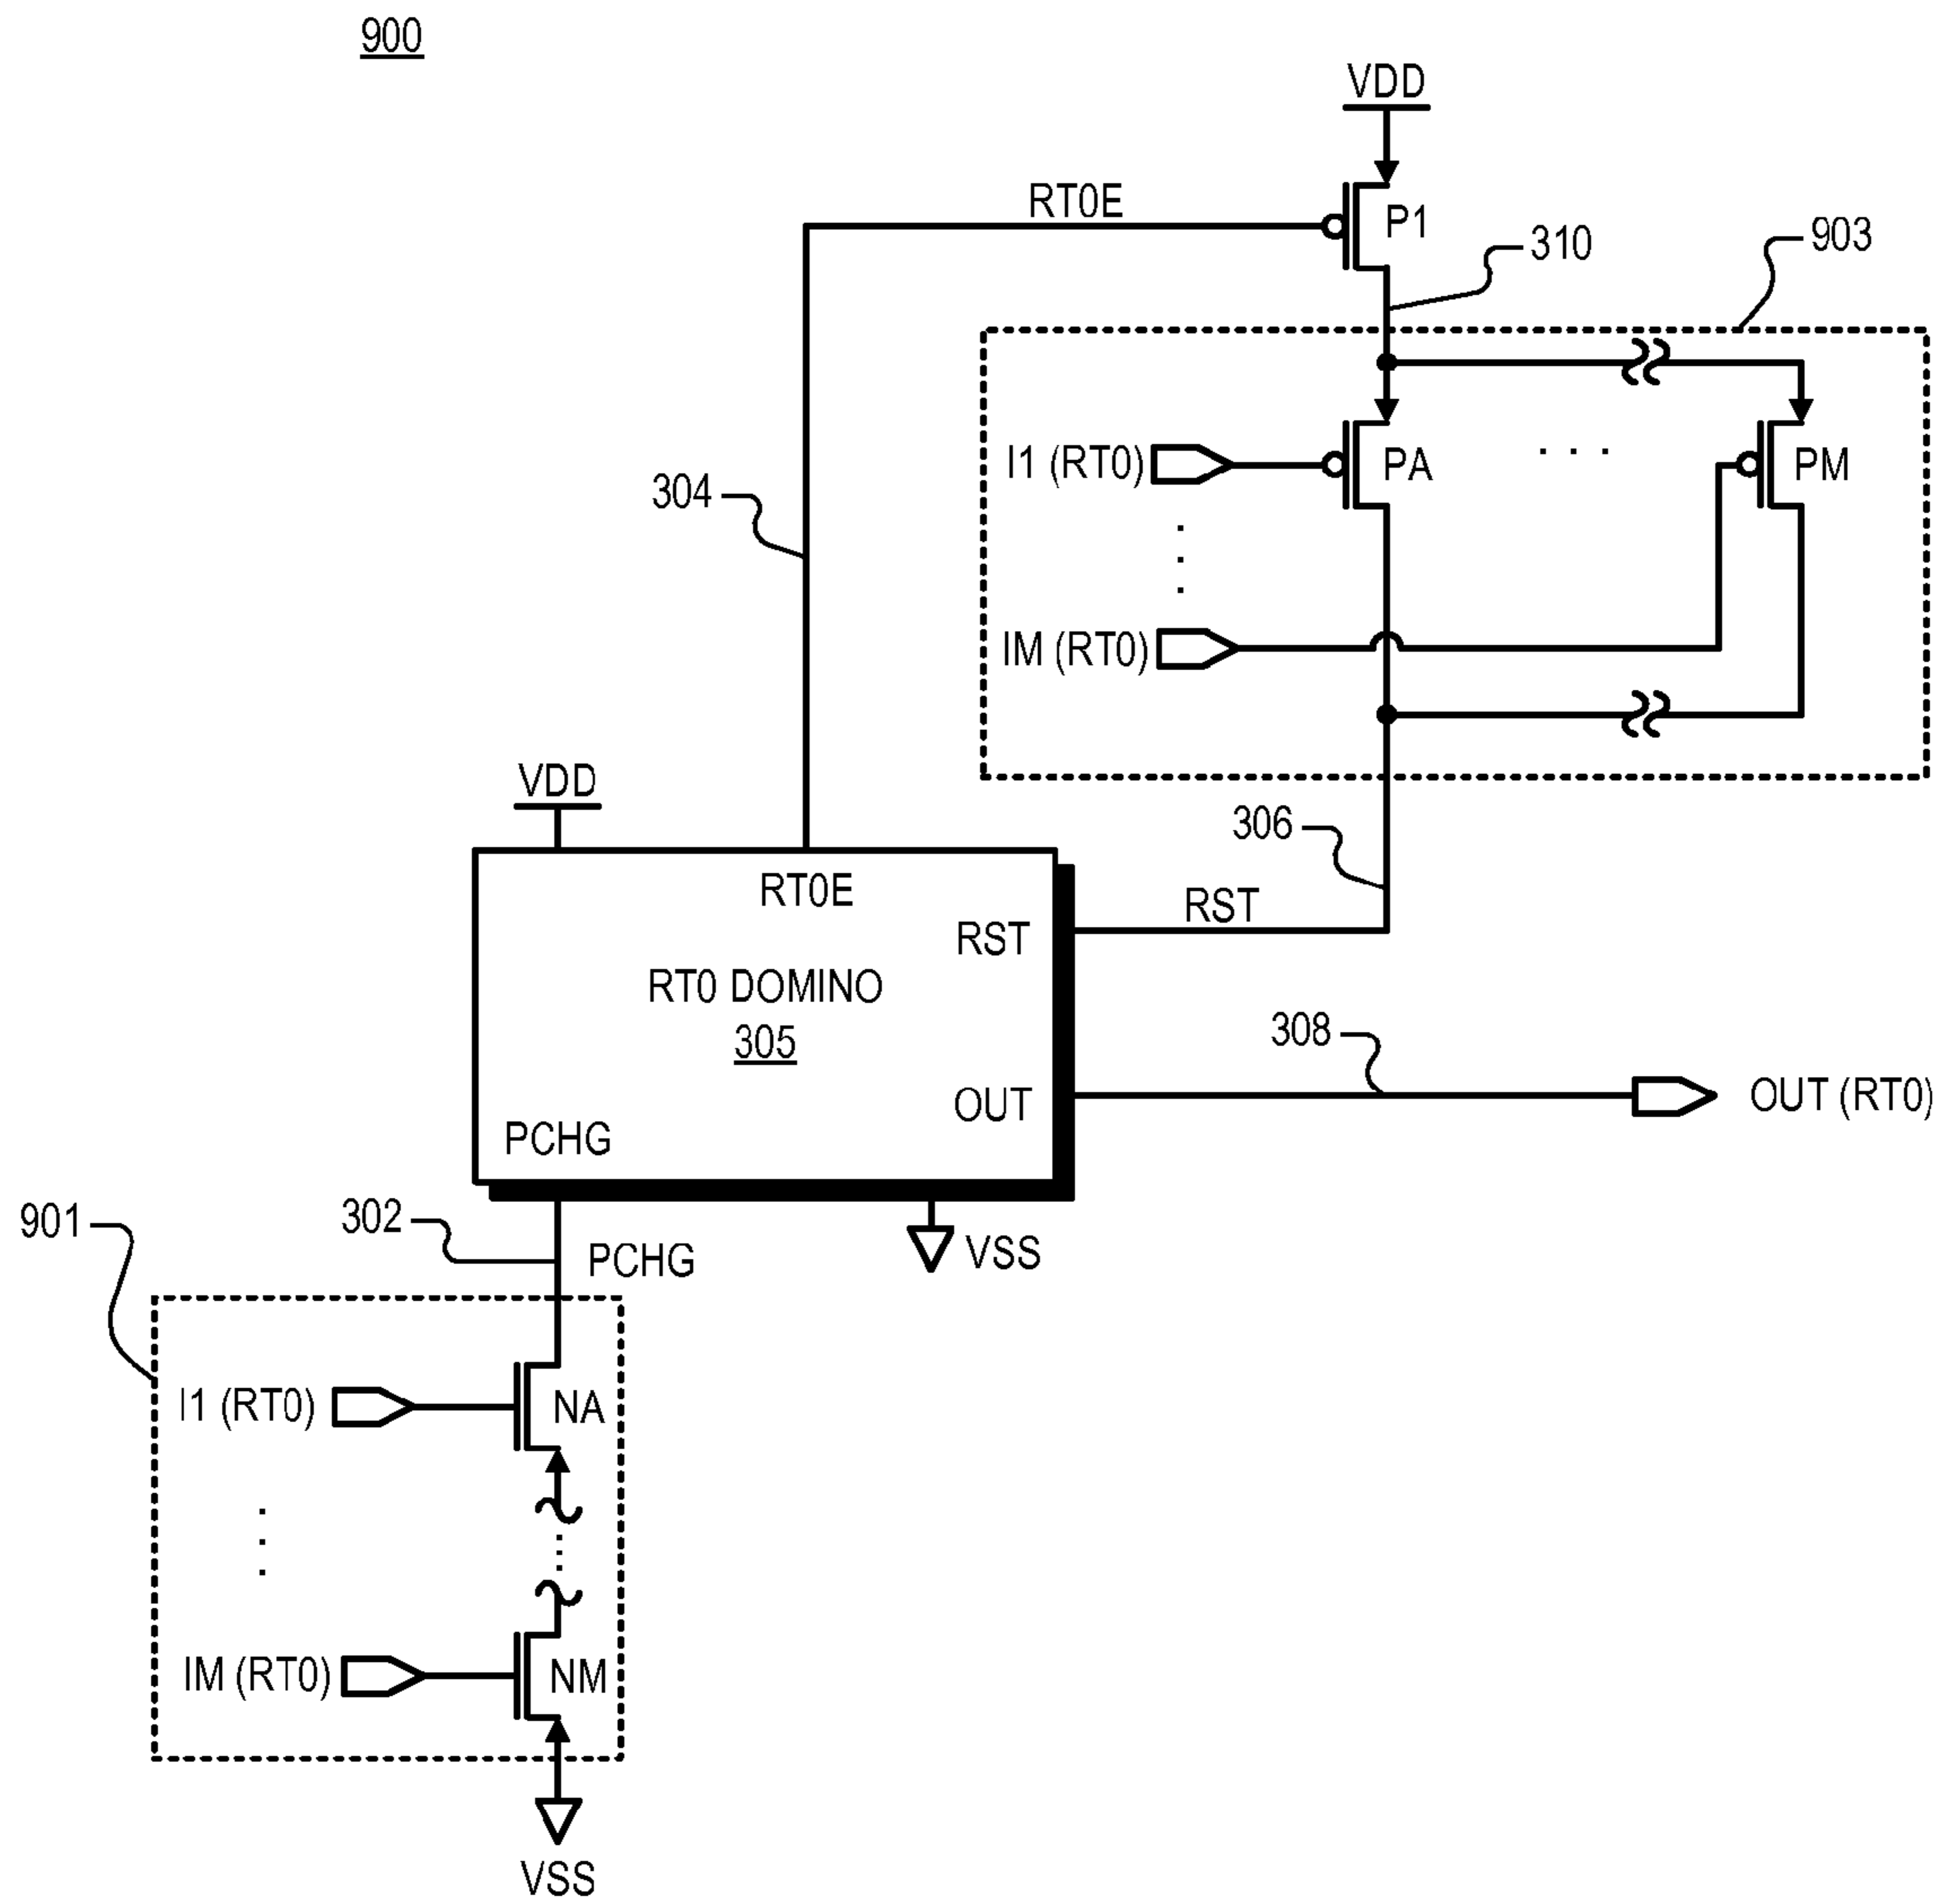 900
VDD
RT0E
P1
310
903
I1 (RT0)
PA
. . .
PM
304
IM (RT0)
VDD
306
RT0E
RST
RST
RT0 DOMINO
305
308
OUT
OUT (RT0)
PCHG
901
302
PCHG
VSS
I1 (RT0)
NA
IM (RT0)
NM
VSS